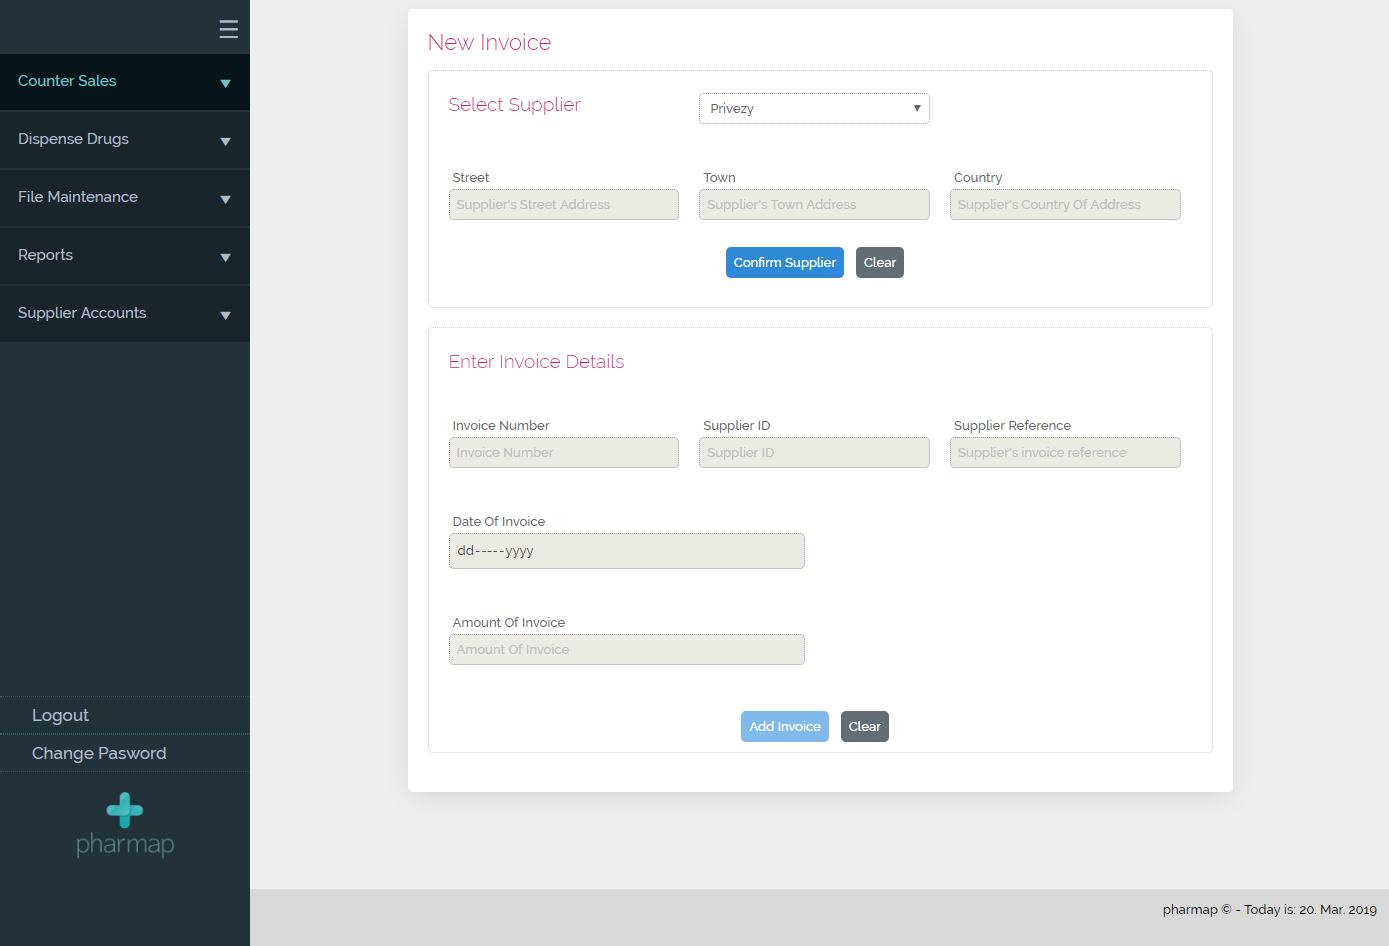 Counter Sales
Dispense Drugs
File Maintenance
Reports
Supplier Accounts
Logout
Change Pasword
pharmap
New Invoice
Select Supplier
Privezy
Street Town Country
Supplier's Street Address Supplier's Town Address Supplier's Country Of Address
Confirm Supplier Clear
Enter Invoice Details
Invoice Number Supplier ID Supplier Reference
Invoice Number Supplier ID Supplier's invoice reference
Date Of Invoice
dd-----yyyy
Amount Of Invoice
Amount Of Invoice
Add Invoice Clear
pharmap © - Today is: 20. Mar. 2019